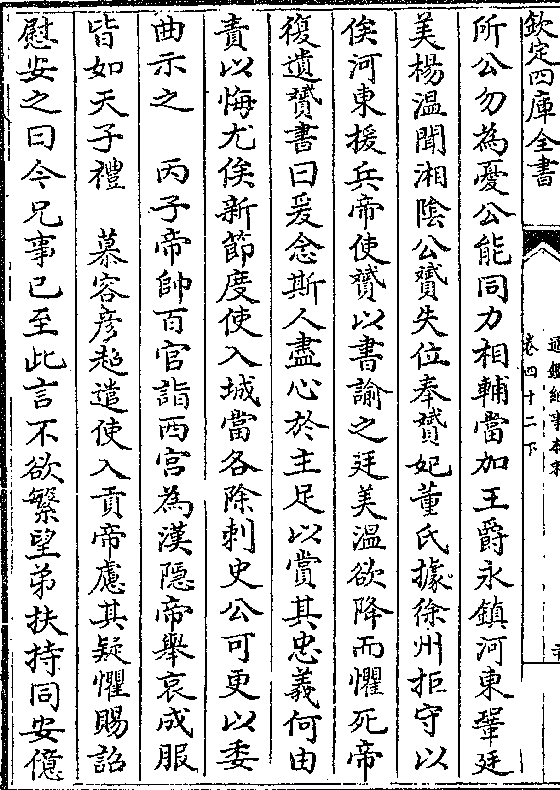 欽定四庫全書
通鑑紀事本末
卷四十二下
所公勿為憂公能同力相輔當加王爵永鎮河東鞏廷
美楊溫聞湘陰公贇失位奉贇妃董氏據徐州拒守以
俟河東援兵帝使贇以書諭之廷美溫欲降而懼死帝
復遺贇書曰爰念斯人盡心於主足以賞其忠義何由
責以悔尤俟新節度使入城當各除刺史公可更以委
曲示之　丙子帝帥百官詣西宫為漢隱帝舉哀成服
皆如天子禮　慕容彦超遣使入貢帝慮其疑懼賜詔
慰安之曰今兄事已至此言不欲繁望弟扶持同安億